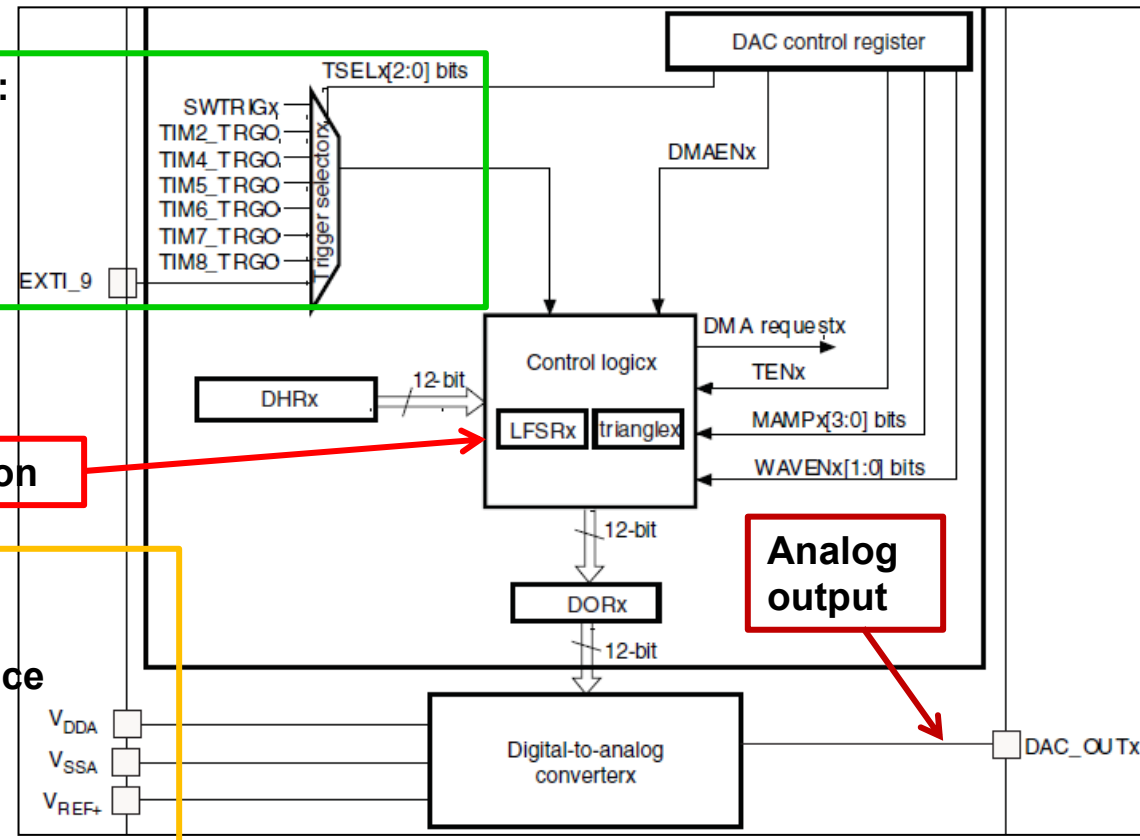 DAC control register
:
TSELx[2:0] bits
SWTRIGx
TIM2_TRGO
TIM4_TRGO
TIM5_TRGO
TIM6_TRGO
TIM7_TRGO
TIM8_TRGO
Trigger selectorx
DMAENx
EXTI_9
DMA requestx
Control logicx
TENx
12-bit
DHRx
MAMPx[3:0] bits
LFSRx
trianglex
on
WAVENx[1:0] bits
12-bit
Analog
output
DORx
12-bit
ce
VDDA
VSSA
VREF+
Digital-to-analog
converterx
DAC_OUTx